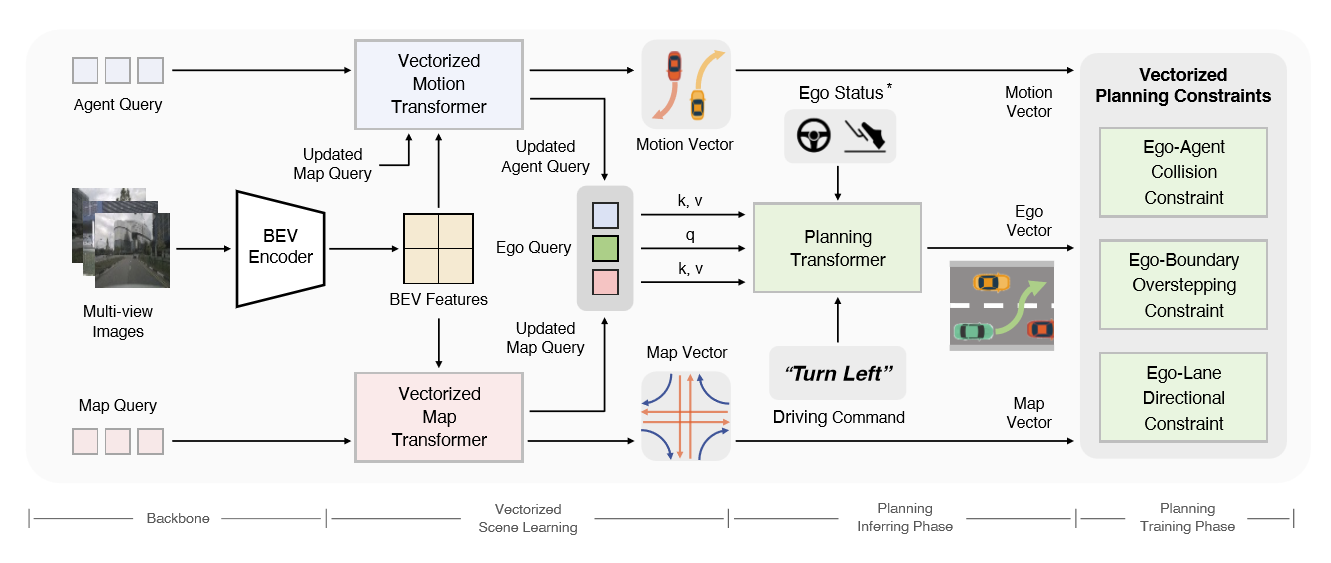 Agent Query
Vectorized
Motion
Transformer
Updated
Map Query
Updated
Agent Query
Motion Vector
Ego Status*
Motion
Vector
Vectorized
Planning Constraints
Ego-Agent
Collision
Constraint
Ego-Boundary
Overstepping
Constraint
Ego-Lane
Directional
Constraint
Multi-view
Images
BEV
Encoder
BEV Features
Ego Query
k, v
q
k, v
Planning
Transformer
Ego
Vector
Updated
Map Query
Map Vector
“Turn Left”
Driving Command
Map Query
Vectorized
Map
Transformer
Map
Vector
Backbone
Vectorized
Scene Learning
Planning
Inferring Phase
Planning
Training Phase